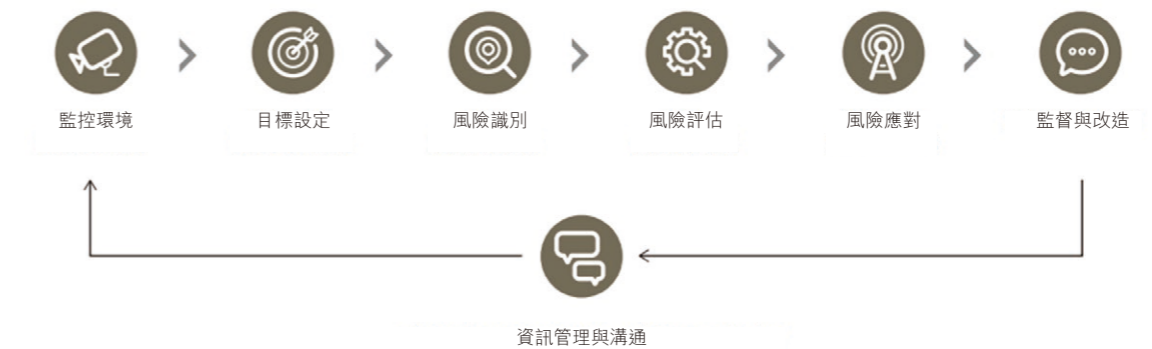 監控環境
目標設定
風險識別
風險評估
風險應對
監督與改造
資訊管理與溝通